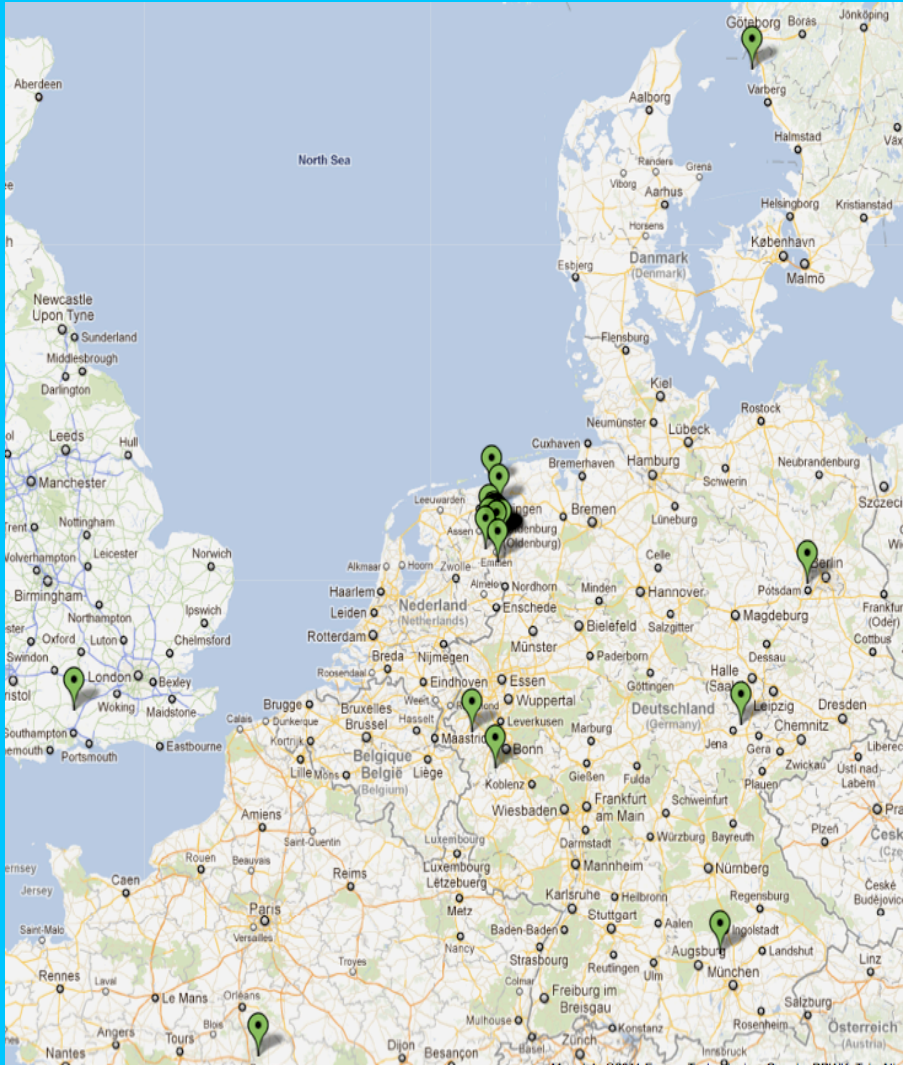 Göteborg
Borås
Jönköping
Aberdeen
Varberg
Aalborg
Halmstad
North Sea
Randers
Grenå
Viborg
Aarhus
Helsingborg
Kristianstad
Horsens
København
Danmark
(Denmark)
Esbjerg
Malmö
Newcastle
Upon Tyne
Sunderland
Flensburg
Middlesbrough
Darlington
Kiel
Rostock
Neumünster
Lübeck
Leeds
Hull
Cuxhaven
Bremerhaven
Hamburg
Schwerin
Neubrandenburg
Manchester
Leeuwarden
Lüneburg
Bremen
Nottingham
Assen
(Oldenburg)
Leicester
Norwich
Celle
Berlin
Emmen
Alkmaar
Hoorn
Zwolle
Almelo
Nordhorn
Minden
Hannover
Potsdam
Birmingham
Haarlem
Northampton
Ipswich
Leiden
Nederland
(Netherlands)
Enschede
Bielefeld
Salzgitter
Magdeburg
Frankfurt
(Oder)
Oxford
Luton
Chelmsford
Rotterdam
Münster
Cottbus
Swindon
Breda
Nijmegen
Paderborn
Dessau
London
Bexley
Roosendaal
Eindhoven
Essen
Göttingen
Halle
Woking
Maidstone
Brugge
Bruxelles
Brussel
Weert
Wuppertal
Deutschland
(Germany)
Leipzig
Dresden
Southampton
Calais
Dunkerque
Hasselt
Leverkusen
Chemnitz
Portsmouth
Eastbourne
Kortrijk
Marburg
Jena
Gera
Zwickau
Belgique
België
(Belgium)
Bonn
Lille
Mons
Liège
Gießen
Fulda
Plauen
Ústí nad
Labem
Koblenz
Amiens
Wiesbaden
Frankfurt
am Main
Schweinfurt
Saint-Quentin
Darmstadt
Würzburg
Bayreuth
Plzeň
Rouen
Beauvais
Luxembourg
Luxembourg
Lëtzebuerg
Mannheim
Nürnberg
Jersey
Caen
Reims
Karlsruhe
Heilbronn
Regensburg
České
Budějovice
Paris
Metz
Stuttgart
Aalen
Ingolstadt
Saint-Malo
Versailles
Nancy
Baden-Baden
Strasbourg
Augsburg
Landshut
Linz
Rennes
Laval
Troyes
Reutlingen
Ulm
München
Colmar
Le Mans
Orléans
Freiburg im
Breisgau
Salzburg
Angers
Blois
Mulhouse
Konstanz
Rosenheim
Österreich
(Austria)
Tours
Nantes
Dijon
Besançon
Basel
Zürich
Innsbruck